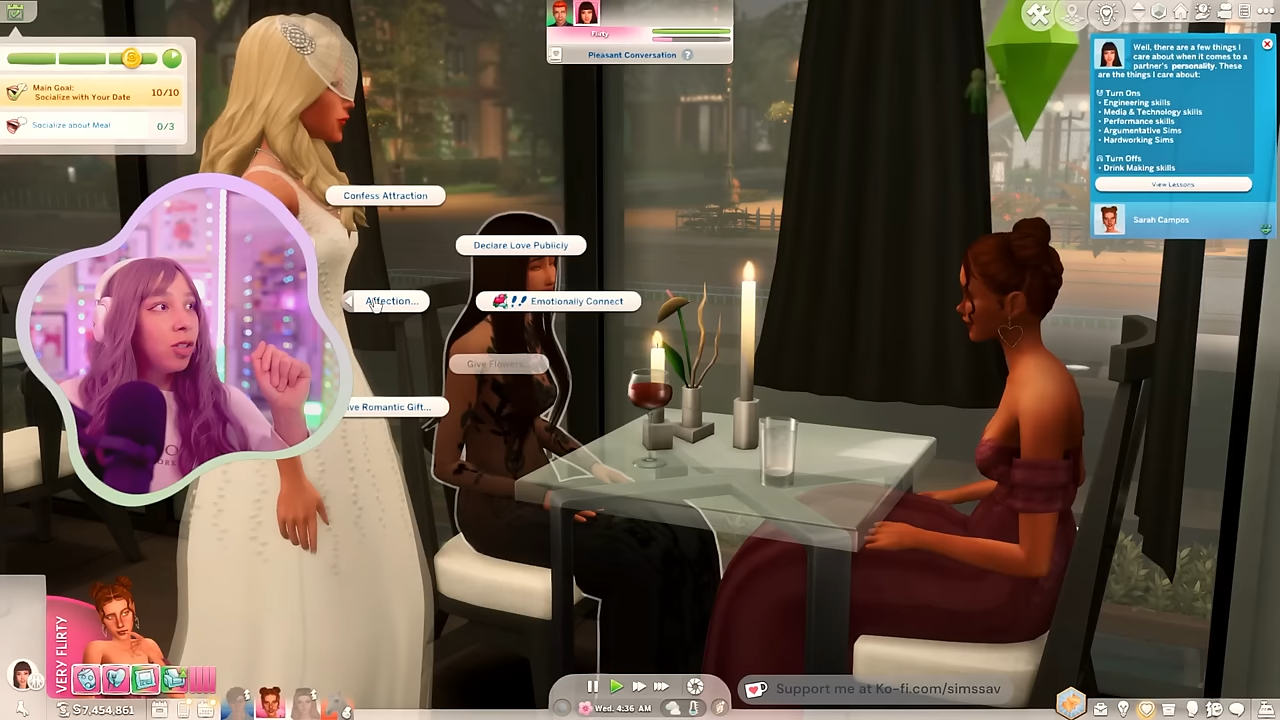 Main Goal:
Socialize with Your Date
10/10
Socialize about Meal
0/3
Flirty
Pleasant Conversation
?
Well, there are a few things I
care about when it comes to a
partner's personality. These
are the things I care about:
Turn Ons
• Engineering skills
• Media & Technology skills
• Performance skills
• Argumentative Sims
• Hardworking Sims
Turn Offs
• Drink Making skills
View Lessons
Sarah Campos
Confess Attraction
Declare Love Publicly
Affection...
Emotionally Connect
Give Flowers...
ve Romantic Gift...
VERY FLIRTY
§7,454,861
Wed. 4:36 AM
Support me at Ko-fi.com/simssav